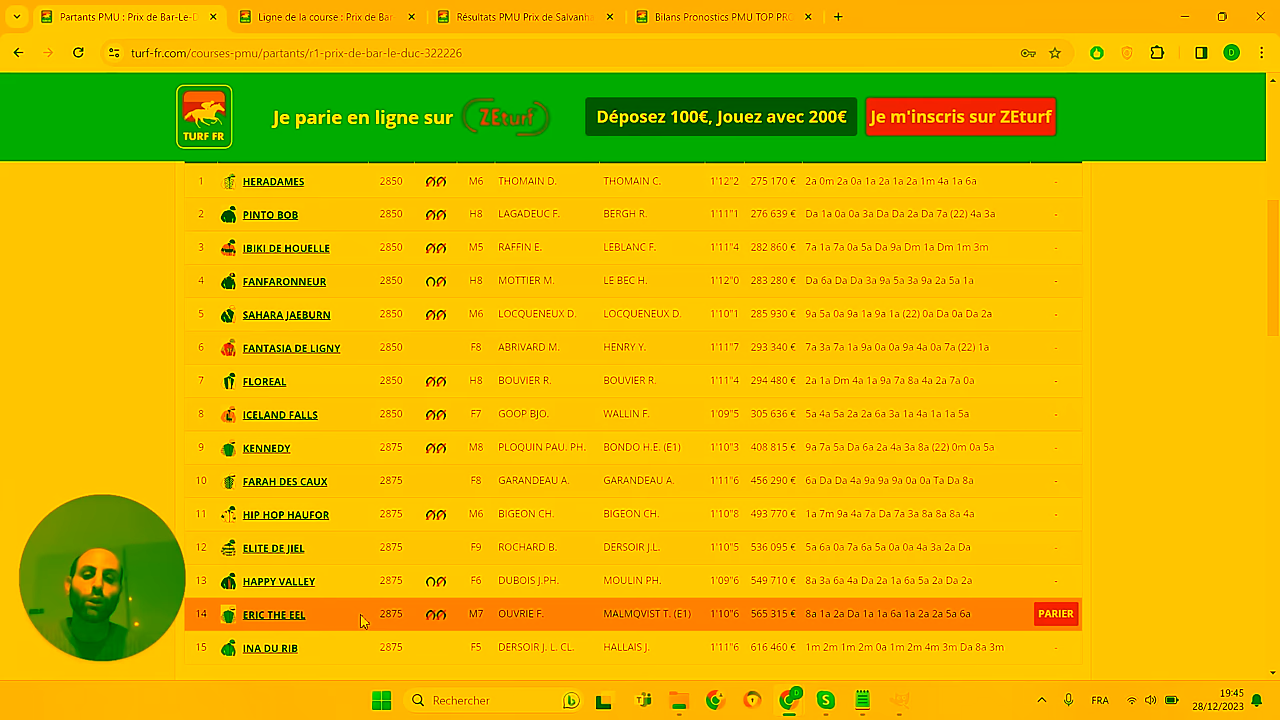 Partants PMU : Prix de Bar-Le-D
Ligne de la course : Prix de Bar
Résultats PMU Prix de Salvanh
Bilans Pronostics PMU TOP PRO
turf-fr.com/courses-pmu/partants/r1-prix-de-bar-le-duc-322226
D
TURF FR
Je parie en ligne sur ZEturf
Déposez 100€, Jouez avec 200€
Je m'inscris sur ZEturf
1 HERADAMES 2850 M6 THOMAIN D. THOMAIN C. 1'12"2 275 170 € 2a 0m 2a 0a 1a 2a 1a 2a 1m 4a 1a 6a -
2 PINTO BOB 2850 H8 LAGADEUC F. BERGH R. 1'11"1 276 639 € Da 1a 0a 0a 3a Da Da 2a Da 7a (22) 4a 3a -
3 IBIKI DE HOUELLE 2850 M5 RAFFIN E. LEBLANC F. 1'11"4 282 860 € 7a 1a 7a 0a 5a Da 9a Dm 1a Dm 1m 3m -
4 FANFARONNEUR 2850 H8 MOTTIER M. LE BEC H. 1'12"0 283 280 € Da 6a Da Da 3a 9a 5a 3a 9a 2a 5a 1a -
5 SAHARA JAEBURN 2850 M6 LOCQUENEUX D. LOCQUENEUX D. 1'10"1 285 930 € 9a 5a 0a 9a 1a 9a 1a (22) 0a Da 0a Da 2a -
6 FANTASIA DE LIGNY 2850 F8 ABRIVARD M. HENRY Y. 1'11"7 293 340 € 7a 3a 7a 1a 9a 0a 0a 9a 4a 0a 7a (22) 1a -
7 FLOREAL 2850 H8 BOUVIER R. BOUVIER R. 1'11"4 294 480 € 2a 1a Dm 4a 1a 9a 7a 8a 4a 2a 7a 0a -
8 ICELAND FALLS 2850 F7 GOOP BJO. WALLIN F. 1'09"5 305 636 € 5a 4a 5a 2a 2a 6a 3a 1a 4a 1a 1a 5a -
9 KENNEDY 2875 M8 PLOQUIN PAU. PH. BONDO H.E. (E1) 1'10"3 408 815 € 9a 7a 5a Da 6a 2a 4a 3a 8a (22) 0m 0a 5a -
10 FARAH DES CAUX 2875 F8 GARANDEAU A. GARANDEAU A. 1'11"6 456 290 € 6a Da Da 4a 9a 9a 9a 0a 0a Ta Da 8a -
11 HIP HOP HAUFOR 2875 M6 BIGEON CH. BIGEON CH. 1'10"8 493 770 € 1a 7m 9a 4a 7a Da 7a 3a 8a 8a 8a 4a -
12 ELITE DE JIEL 2875 F9 ROCHARD B. DERSOIR J.L. 1'10"5 536 095 € 5a 6a 0a 7a 6a 5a 0a 0a 4a 3a 2a Da -
13 HAPPY VALLEY 2875 F6 DUBOIS J.PH. MOULIN PH. 1'09"6 549 710 € 8a 3a 6a 4a Da 2a 1a 6a 5a 2a Da 2a -
14 ERIC THE EEL 2875 M7 OUVRIE F. MALMQVIST T. (E1) 1'10"6 565 315 € 8a 1a 2a Da 1a 1a 6a 1a 2a 2a 5a 6a PARIER
15 INA DU RIB 2875 F5 DERSOIR J. L. CL. HALLAIS J. 1'11"6 616 460 € 1m 2m 1m 2m 0a 1m 2m 4m 3m Da 8a 3m -
Rechercher
FRA
19:45
28/12/2023